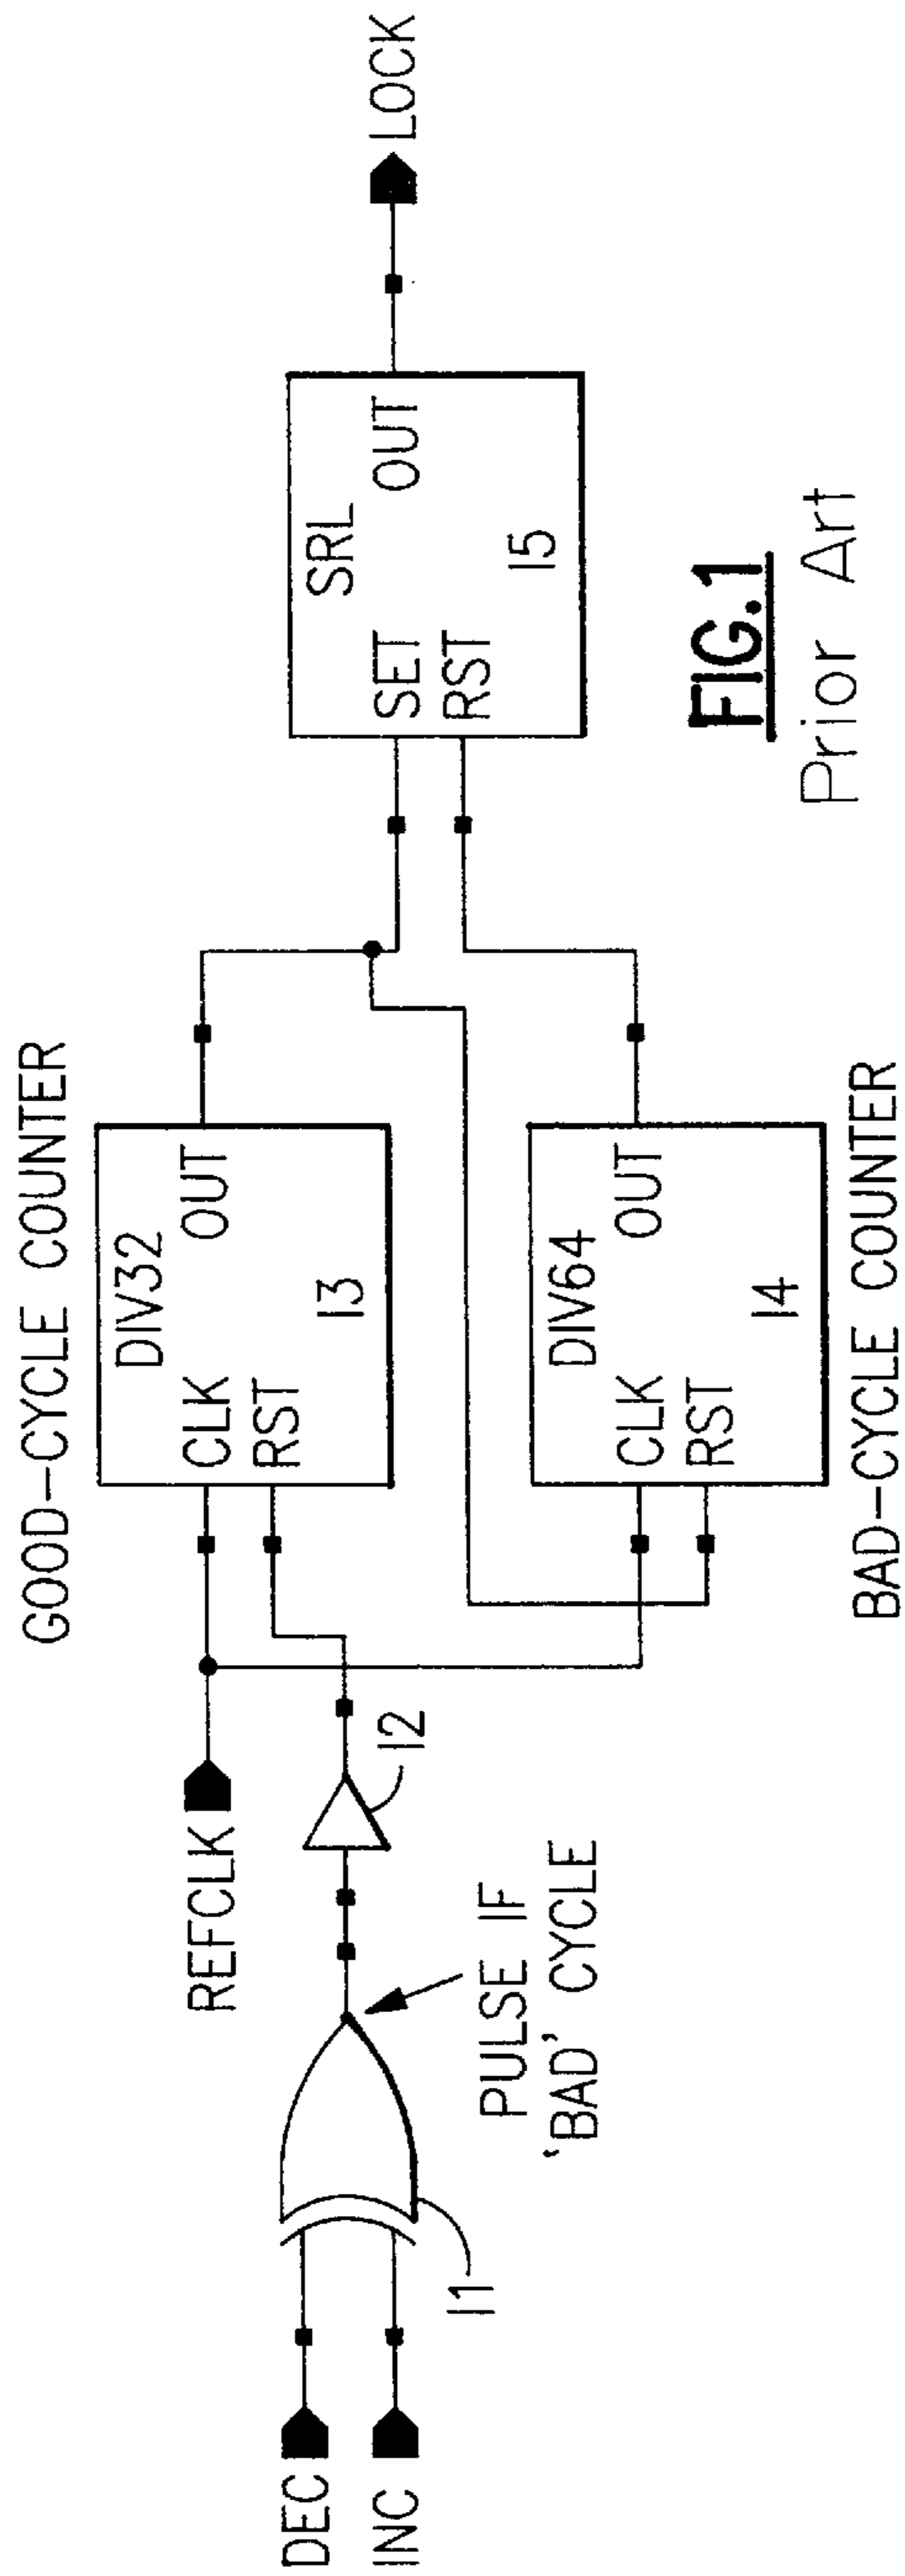 GOOD-CYCLE COUNTER
REFCLK
DIV32
CLK
OUT
RST
I3
DEC
INC
I1
PULSE IF
'BAD' CYCLE
I2
SRL
SET
OUT
RST
I5
LOCK
DIV64
CLK
OUT
RST
I4
BAD-CYCLE COUNTER
FIG.1
Prior Art